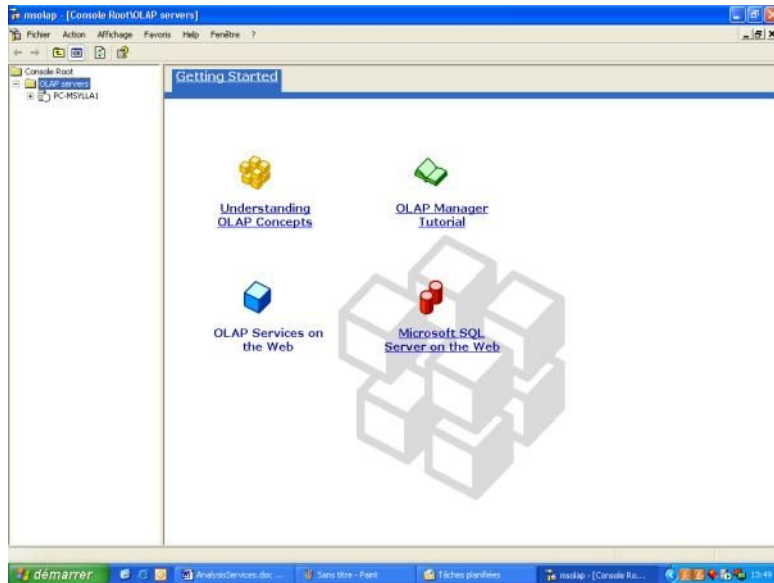 msolap - [Console Root\OLAP servers]
Fichier Action Affichage Favoris Help Fenêtre ?
Console Root
OLAP servers
PC-MSYLLA1
Getting Started
Understanding
OLAP Concepts
OLAP Manager
Tutorial
OLAP Services on
the Web
Microsoft SQL
Server on the Web
démarrer AnalysisServices.doc ... Sans titre - Paint Tâches planifiées msolap - [Console Ro...